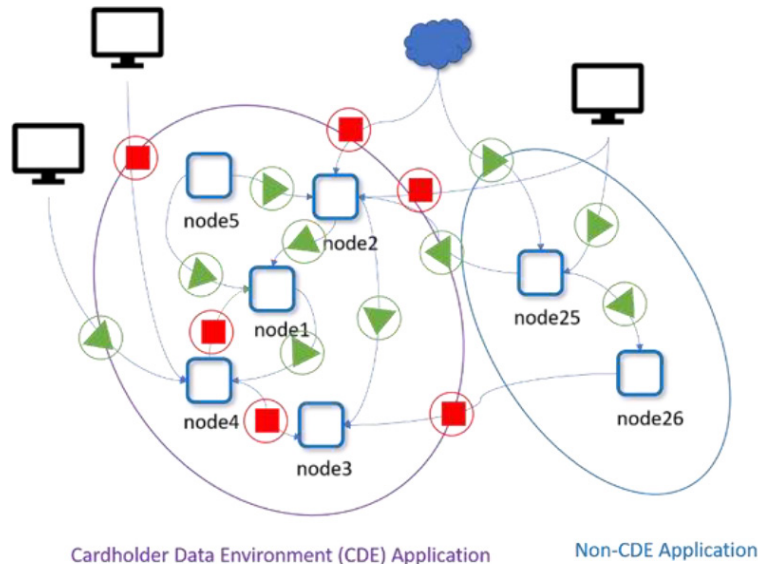 node5
node2
node1
node25
node4
node26
node3
Cardholder Data Environment (CDE) Application
Non-CDE Application